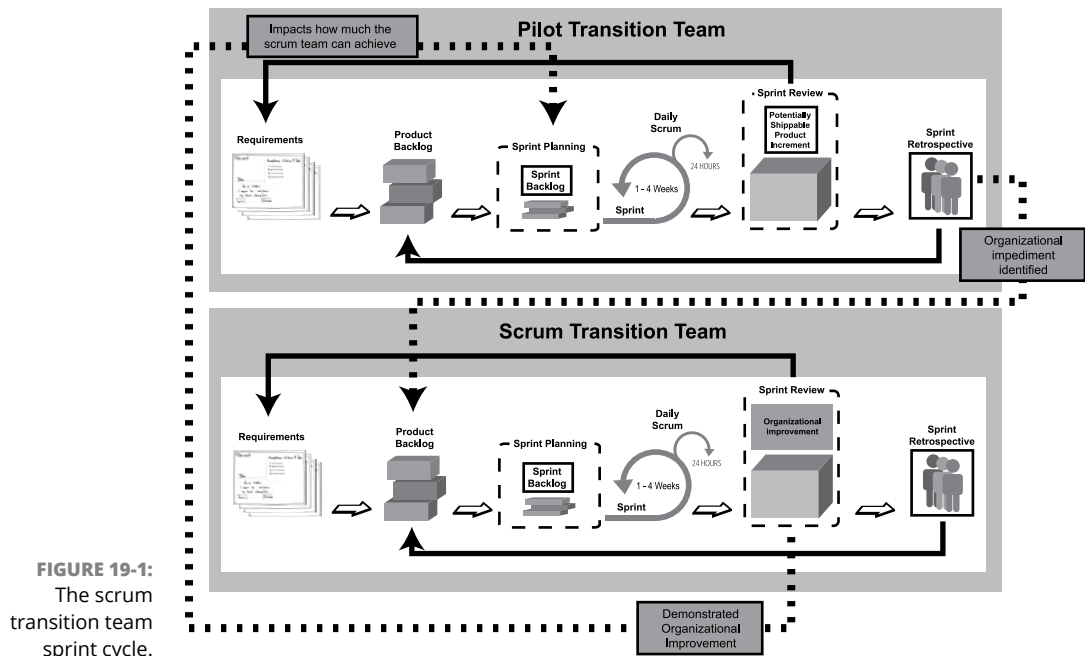 Impacts how much the
scrum team can achieve
Pilot Transition Team
Requirements
Product
Backlog
Sprint Planning
Sprint
Backlog
Daily
Scrum
24 HOURS
1 - 4 Weeks
Sprint
Sprint Review
Potentially
Shippable
Product
Increment
Sprint
Retrospective
Organizational
impediment
identified
Scrum Transition Team
Requirements
Product
Backlog
Sprint Planning
Sprint
Backlog
Daily
Scrum
24 HOURS
1 - 4 Weeks
Sprint
Sprint Review
Organizational
improvement
Sprint
Retrospective
Demonstrated
Organizational
Improvement
FIGURE 19-1:
The scrum
transition team
sprint cycle.